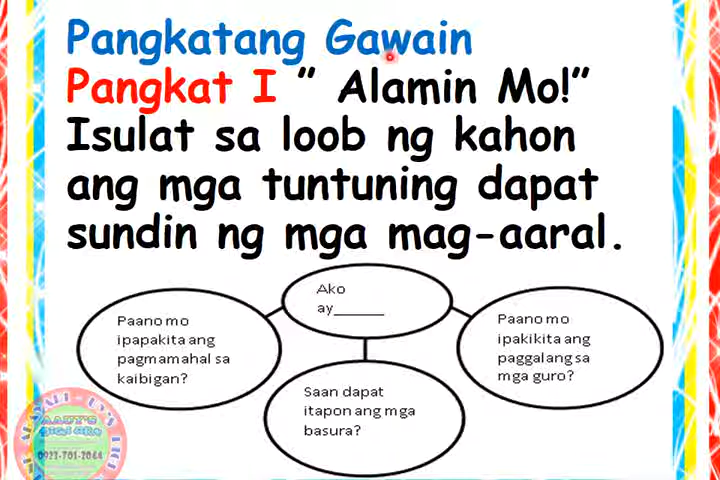 Pangkatang Gawain
Pangkat I ” Alamin Mo!”
Isulat sa loob ng kahon
ang mga tuntuning dapat
sundin ng mga mag-aaral.
Ako
ay______
Paano mo
ipapakita ang
pagmamahal sa
kaibigan?
Saan dapat
itapon ang mga
basura?
Paano mo
ipakikita ang
paggalang sa
mga guro?